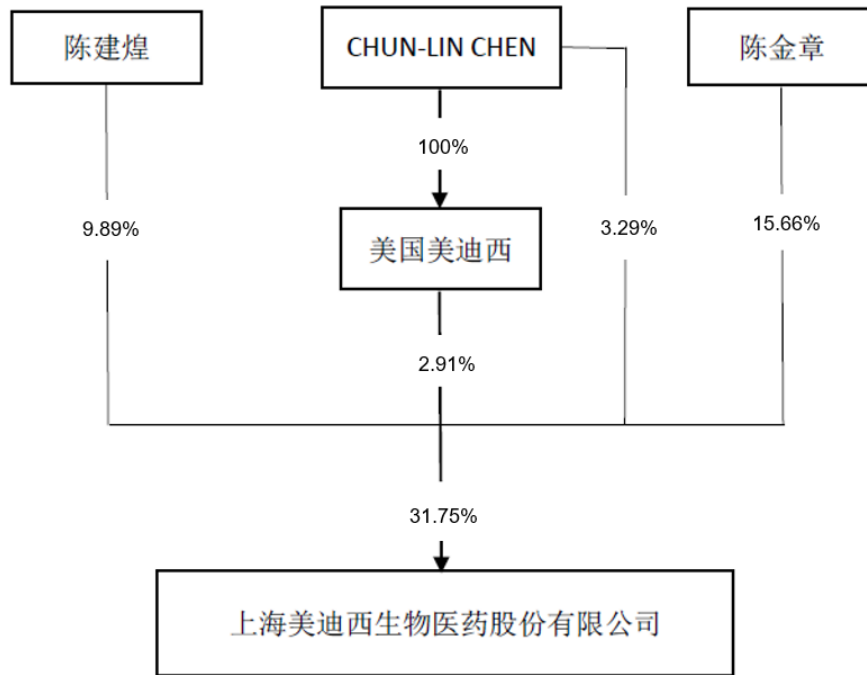 陈建煌
CHUN-LIN CHEN
陈金章
100%
9.89%
3.29%
15.66%
美国美迪西
2.91%
31.75%
上海美迪西生物医药股份有限公司